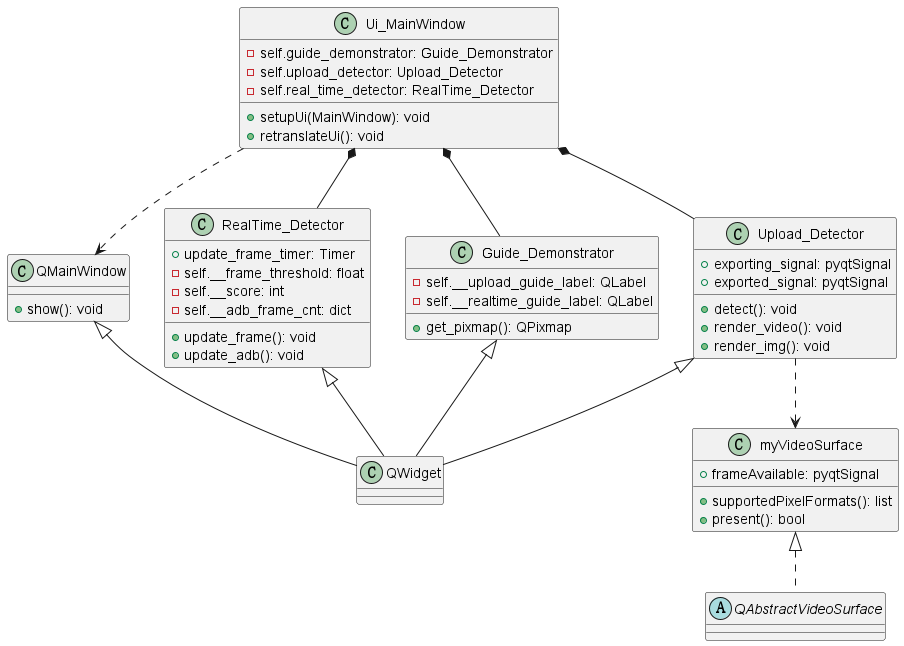 C Ui_MainWindow
self.guide_demonstrator: Guide_Demonstrator
self.upload_detector: Upload_Detector
self.real_time_detector: RealTime_Detector
setupUi(MainWindow): void
retranslateUi(): void
C QMainWindow
show(): void
C RealTime_Detector
update_frame_timer: Timer
self.__frame_threshold: float
self.__score: int
self.__adb_frame_cnt: dict
update_frame(): void
update_adb(): void
C Guide_Demonstrator
self.__upload_guide_label: QLabel
self.__realtime_guide_label: QLabel
get_pixmap(): QPixmap
C Upload_Detector
exporting_signal: pyqtSignal
exported_signal: pyqtSignal
detect(): void
render_video(): void
render_img(): void
C QWidget
C myVideoSurface
frameAvailable: pyqtSignal
supportedPixelFormats(): list
present(): bool
A QAbstractVideoSurface